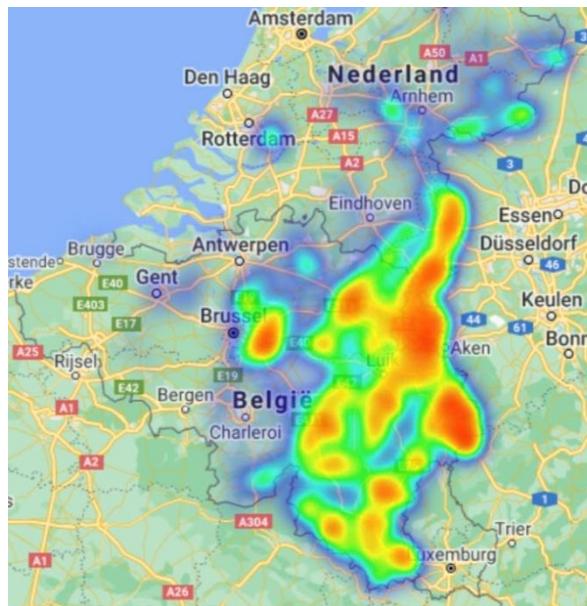 Amsterdam
A50
A1
Den Haag
Nederland
A27
Arnhem
Rotterdam
A15
A2
3
Eindhoven
Essen
Düsseldorf
Brugge
Antwerpen
E40
Gent
46
E403
Keulen
Brussel
E17
44
61
A25
E40
Aken
Bonn
Rijsel
E19
Luik
E42
België
Bergen
A1
Charleroi
A2
1
A304
Trier
Luxemburg
A26